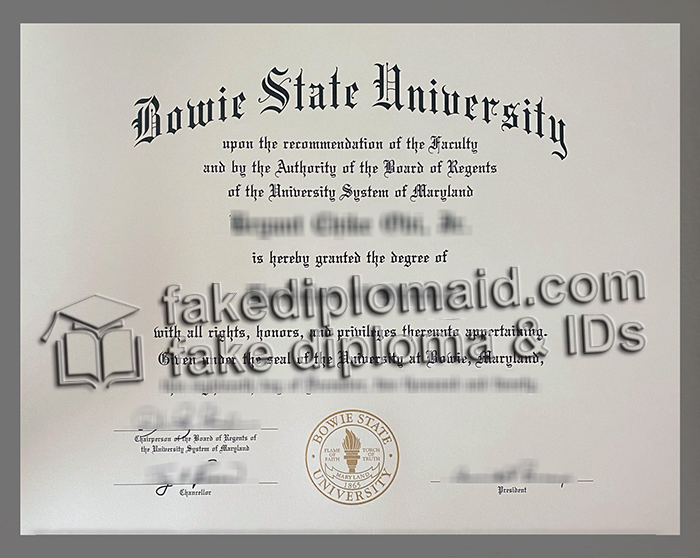 Bowie State University
upon the recommendation of the Faculty
and by the Authority of the Board of Regents
of the University System of Maryland
is hereby granted the degree of
fakediplomaid.com
with all rights, honors, and privileges thereunto appertaining.
fake diploma & IDs
Given under the seal of the University at Bowie, Maryland,
Chairperson of the Board of Regents of
the University System of Maryland
Chancellor
BOWIE STATE
FLAME OF FAITH
TORCH OF TRUTH
MARYLAND
1865
UNIVERSITY
President